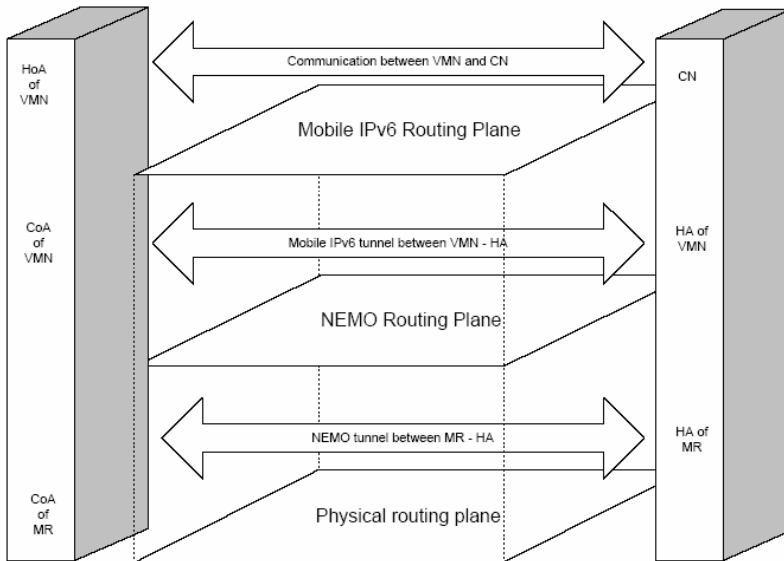 HoA
of
VMN
Communication between VMN and CN
CN
Mobile IPv6 Routing Plane
CoA
of
VMN
Mobile IPv6 tunnel between VMN - HA
HA of
VMN
NEMO Routing Plane
NEMO tunnel between MR - HA
HA of
MR
CoA
of
MR
Physical routing plane